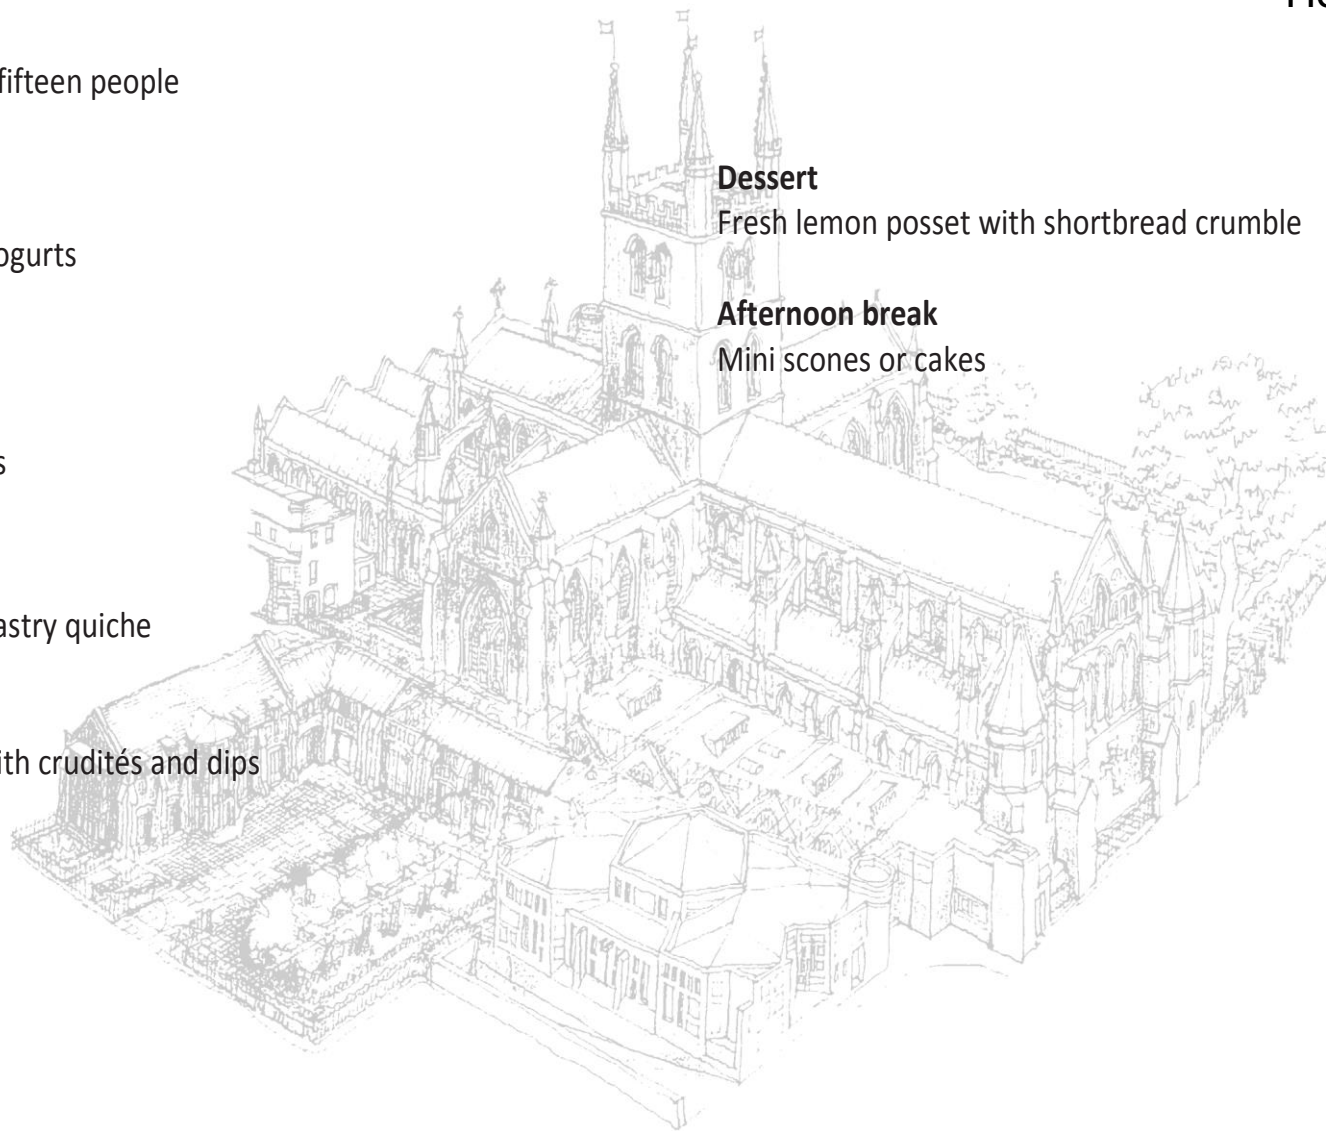 fifteen people
ogurts
s
astry quiche
ith crudités and dips
Dessert
Fresh lemon posset with shortbread crumble
Afternoon break
Mini scones or cakes